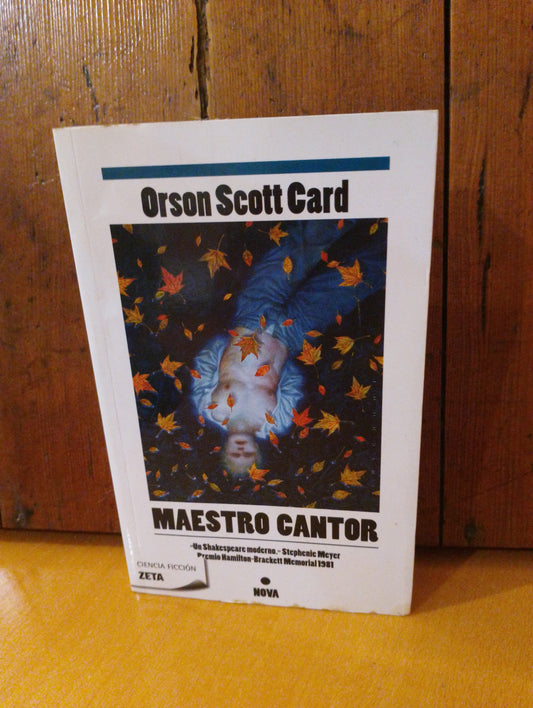 Orson Scott Card
MAESTRO CANTOR
«Un Shakespeare moderno.» Stephenie Meyer
Premio Hamilton-Brackett Memorial 1981
CIENCIA FICCIÓN
ZETA
NOVA